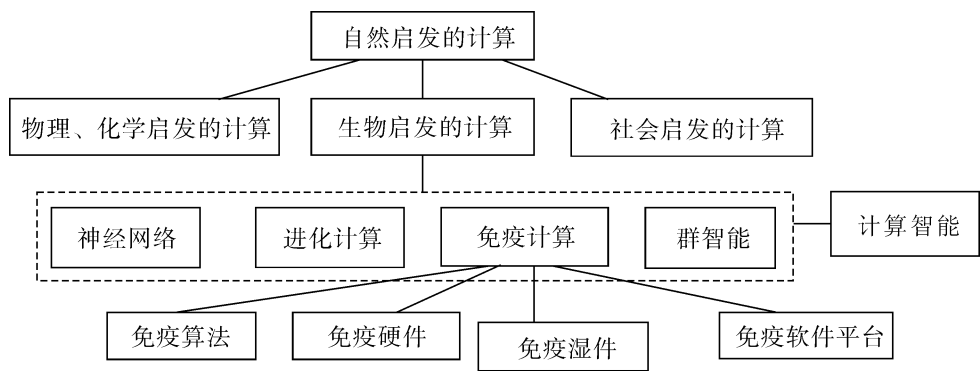 自然启发的计算
物理、化学启发的计算
生物启发的计算
社会启发的计算
神经网络
进化计算
免疫计算
群智能
计算智能
免疫算法
免疫硬件
免疫湿件
免疫软件平台